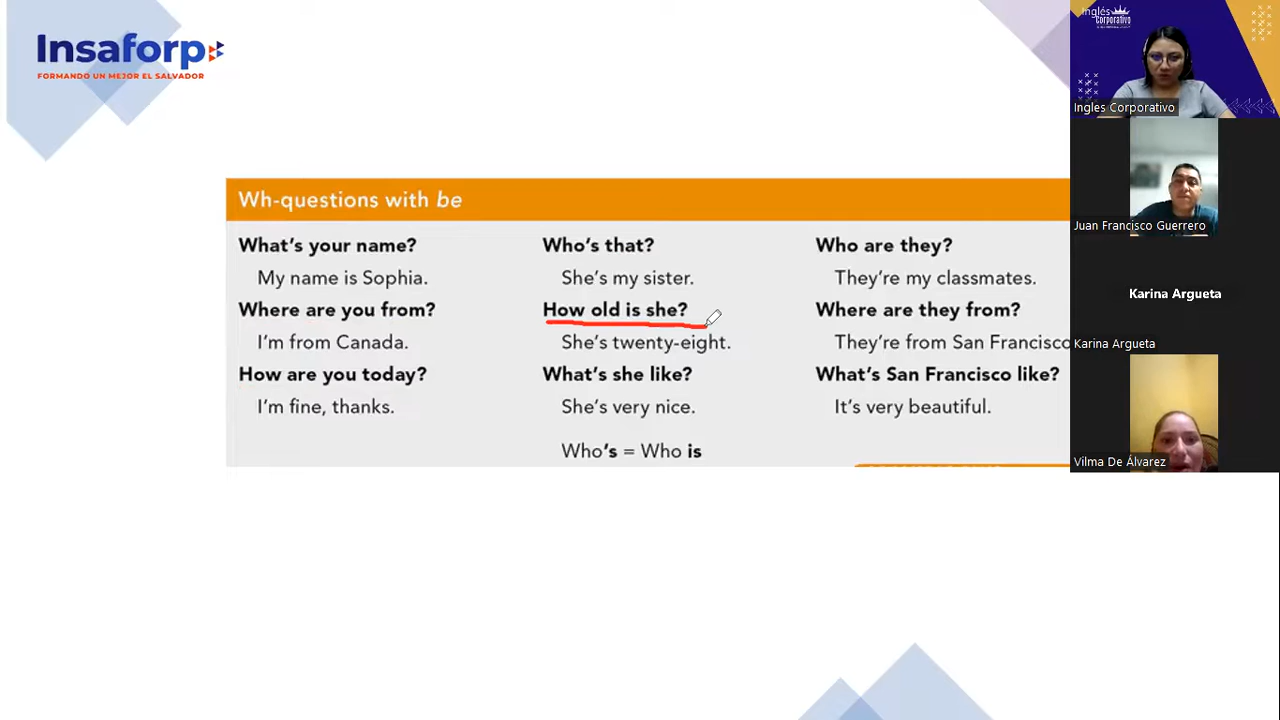 Insaforp
FORMANDO UN MEJOR EL SALVADOR
Wh-questions with be
What's your name?
My name is Sophia.
Where are you from?
I'm from Canada.
How are you today?
I'm fine, thanks.
Who's that?
She's my sister.
How old is she?
She's twenty-eight.
What's she like?
She's very nice.
Who's = Who is
Who are they?
They're my classmates.
Where are they from?
They're from San Francisco
What's San Francisco like?
It's very beautiful.
Inglés
Corporativo
Ingles Corporativo
Juan Francisco Guerrero
Karina Argueta
Karina Argueta
Vilma De Álvarez